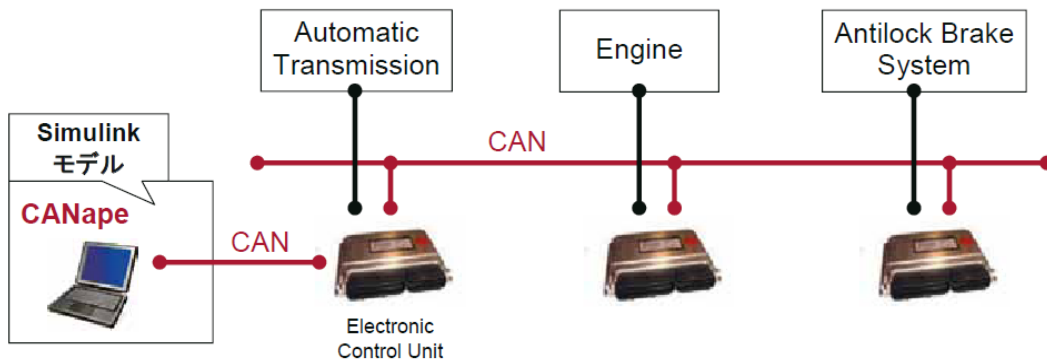 Automatic
Transmission
Engine
Antilock Brake
System
Simulink
モデル
CAN
CANape
CAN
Electronic
Control Unit